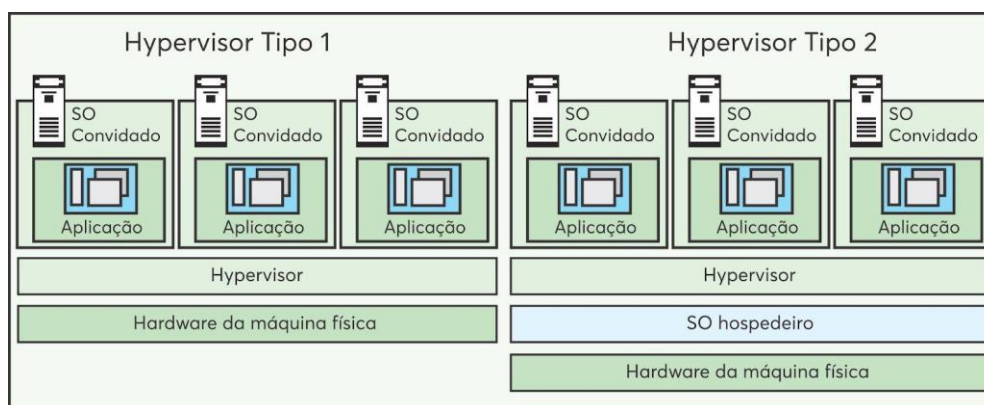 Hypervisor Tipo 1
SO
Convidado
Aplicação
SO
Convidado
Aplicação
SO
Convidado
Aplicação
Hypervisor
Hardware da máquina física
Hypervisor Tipo 2
SO
Convidado
Aplicação
SO
Convidado
Aplicação
SO
Convidado
Aplicação
Hypervisor
SO hospedeiro
Hardware da máquina física